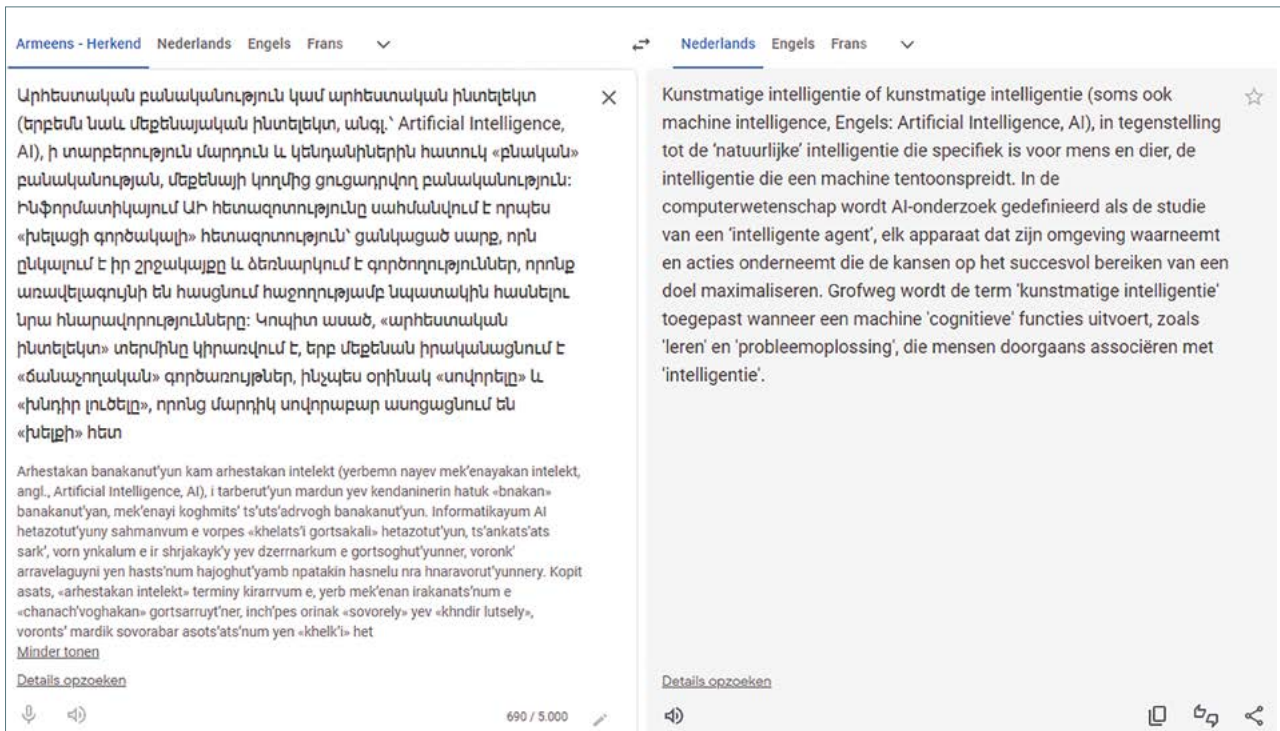 Armeens - Herkend Nederlands Engels Frans
Nederlands Engels Frans
Արհեստական բանականություն կամ արհեստական ինտելեկտ
(երբեմն նաև մեքենայական ինտելեկտ, անգլ.՝ Artificial Intelligence,
AI), ի տարբերություն մարդուն և կենդանիներին հատուկ «բնական»
բանականության, մեքենայի կողմից ցուցադրվող բանականություն:
Ինֆորմատիկայում ԱԻ հետազոտությունը սահմանվում է որպես
«խելացի գործակալի» հետազոտություն՝ ցանկացած սարք, որն
ընկալում է իր շրջակայքը և ձեռնարկում է գործողություններ, որոնք
առավելագույնի են հասցնում հաջողությամբ նպատակին հասնելու
նրա հնարավորությունները: Կոպիտ ասած, «արհեստական
ինտելեկտ» տերմինը կիրառվում է, երբ մեքենան իրականացնում է
«ճանաչողական» գործառույթներ, ինչպես օրինակ «սովորելը» և
«խնդիր լուծելը», որոնց մարդիկ սովորաբար ասոցացնում են
«խելքի» հետ
Arhestakan banakanut'yun kam arhestakan intelekt (yerbemn nayev mek'enayakan intelekt,
angl., Artificial Intelligence, AI), i tarberut'yun mardun yev kendaninerin hatuk «bnakan»
banakanut'yan, mek'enayi koghmits' ts'uts'adrvogh banakanut'yun. Informatikayum AI
hetazotut'yuny sahmanvum e vorpes «khelats'i gortsakali» hetazotut'yun, ts'ankats'ats
sark', vorn ynkalum e ir shrjakayk'y yev dzerrnarkum e gortsoghut'yunner, voronk'
arravelaguyni yen hasts'num hajoghut'yamb npatakin hasnelu nra hnaravorut'yunnery. Kopit
asats, «arhestakan intelekt» terminy kirarrvum e, yerb mek'enan irakanats'num e
«chanach'voghakan» gortsarruyt'ner, inch'pes orinak «sovorely» yev «khndir lutsely»,
voronts' mardik sovorabar asots'ats'num yen «khelk'i» het
Minder tonen
Details opzoeken
690 / 5.000
Kunstmatige intelligentie of kunstmatige intelligentie (soms ook
machine intelligence, Engels: Artificial Intelligence, AI), in tegenstelling
tot de 'natuurlijke' intelligentie die specifiek is voor mens en dier, de
intelligentie die een machine tentoonspreidt. In de
computerwetenschap wordt AI-onderzoek gedefinieerd als de studie
van een 'intelligente agent', elk apparaat dat zijn omgeving waarneemt
en acties onderneemt die de kansen op het succesvol bereiken van een
doel maximaliseren. Grofweg wordt de term 'kunstmatige intelligentie'
toegepast wanneer een machine 'cognitieve' functies uitvoert, zoals
'leren' en 'probleemoplossing', die mensen doorgaans associëren met
'intelligentie'.
Details opzoeken